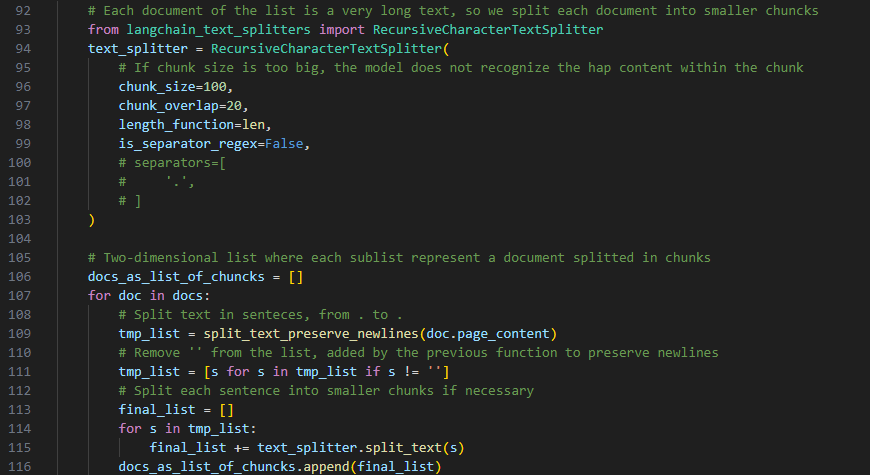 92 # Each document of the list is a very long text, so we split each document into smaller chuncks
93 from langchain_text_splitters import RecursiveCharacterTextSplitter
94 text_splitter = RecursiveCharacterTextSplitter(
95     # If chunk size is too big, the model does not recognize the hap content within the chunk
96     chunk_size=100,
97     chunk_overlap=20,
98     length_function=len,
99     is_separator_regex=False,
100     # separators=[
101     #     '.',
102     # ]
103 )
104
105 # Two-dimensional list where each sublist represent a document splitted in chunks
106 docs_as_list_of_chuncks = []
107 for doc in docs:
108     # Split text in senteces, from . to .
109     tmp_list = split_text_preserve_newlines(doc.page_content)
110     # Remove '' from the list, added by the previous function to preserve newlines
111     tmp_list = [s for s in tmp_list if s != '']
112     # Split each sentence into smaller chunks if necessary
113     final_list = []
114     for s in tmp_list:
115         final_list += text_splitter.split_text(s)
116     docs_as_list_of_chuncks.append(final_list)